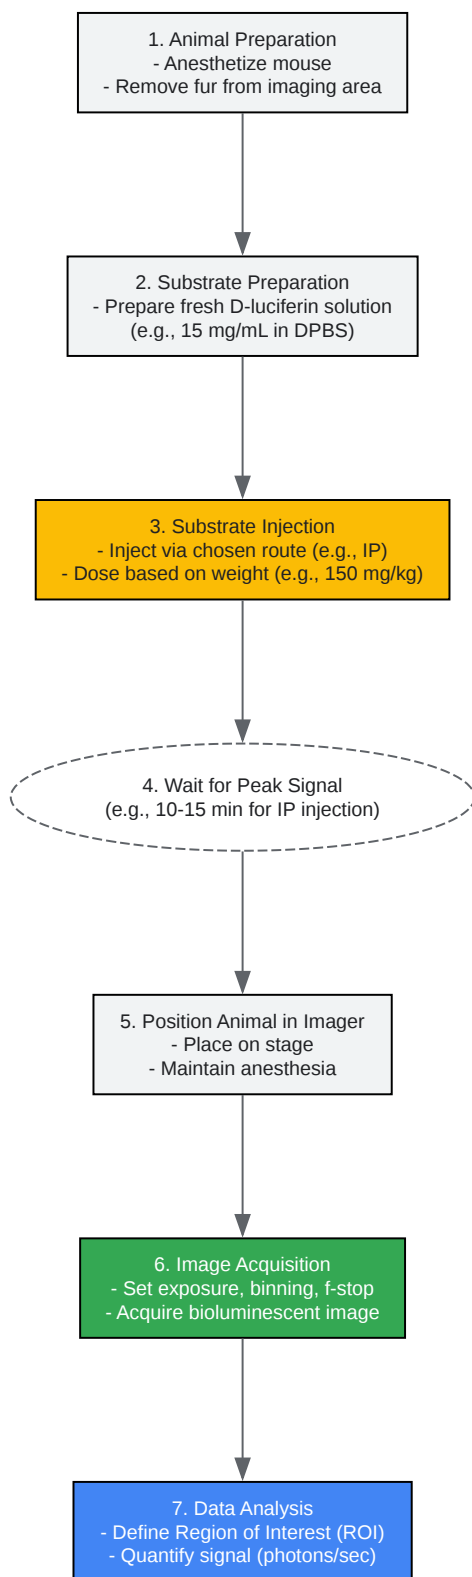 1. Animal Preparation
- Anesthetize mouse
- Remove fur from imaging area
2. Substrate Preparation
- Prepare fresh D-luciferin solution
(e.g., 15 mg/mL in DPBS)
3. Substrate Injection
- Inject via chosen route (e.g., IP)
- Dose based on weight (e.g., 150 mg/kg)
4. Wait for Peak Signal
(e.g., 10-15 min for IP injection)
5. Position Animal in Imager
- Place on stage
- Maintain anesthesia
6. Image Acquisition
- Set exposure, binning, f-stop
- Acquire bioluminescent image
7. Data Analysis
- Define Region of Interest (ROI)
- Quantify signal (photons/sec)